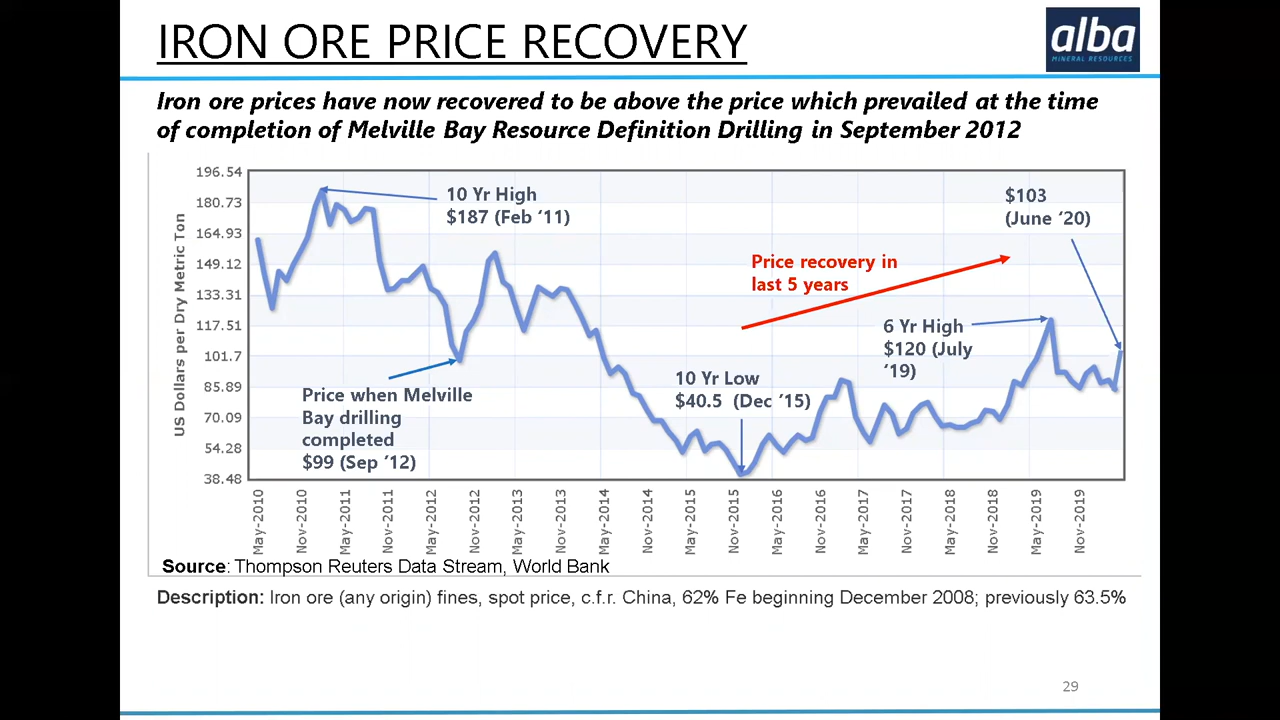 IRON ORE PRICE RECOVERY
alba
MINERAL RESOURCES
Iron ore prices have now recovered to be above the price which prevailed at the time
of completion of Melville Bay Resource Definition Drilling in September 2012
US Dollars per Dry Metric Ton
196.54
180.73
164.93
149.12
133.31
117.51
101.7
85.89
70.09
54.28
38.48
10 Yr High
$187 (Feb ‘11)
$103
(June ‘20)
Price recovery in
last 5 years
6 Yr High
$120 (July
‘19)
10 Yr Low
$40.5 (Dec ‘15)
Price when Melville
Bay drilling
completed
$99 (Sep ‘12)
May-2010
Nov-2010
May-2011
Nov-2011
May-2012
Nov-2012
May-2013
Nov-2013
May-2014
Nov-2014
May-2015
Nov-2015
May-2016
Nov-2016
May-2017
Nov-2017
May-2018
Nov-2018
May-2019
Nov-2019
Source: Thompson Reuters Data Stream, World Bank
Description: Iron ore (any origin) fines, spot price, c.f.r. China, 62% Fe beginning December 2008; previously 63.5%
29